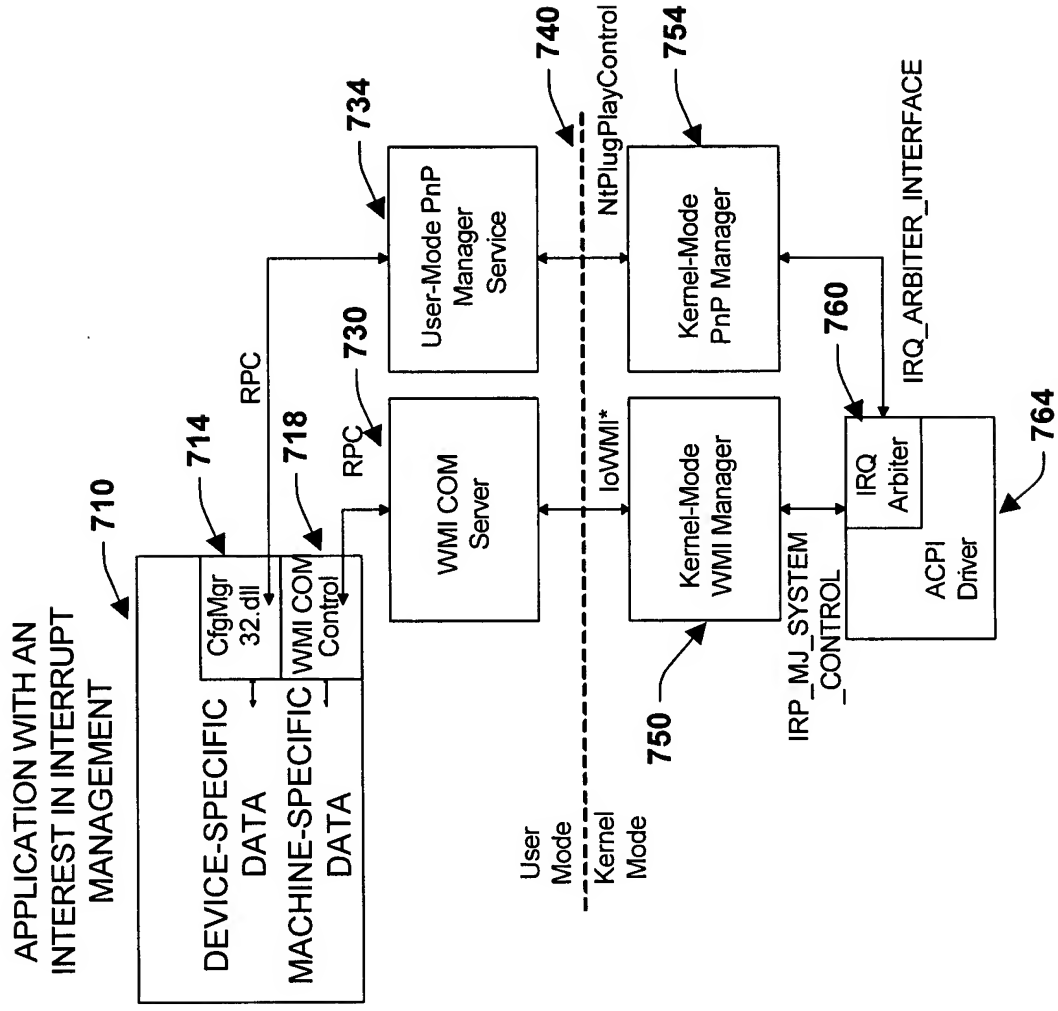 APPLICATION WITH AN
INTEREST IN INTERRUPT
MANAGEMENT
710
DEVICE-SPECIFIC
DATA
MACHINE-SPECIFIC
DATA
CfgMgr
32.dll
WMI COM
Control
714
718
RPC
RPC
730
734
WMI COM
Server
User-Mode PnP
Manager
Service
User
Mode
Kernel
Mode
740
IoWMI*
NtPlugPlayControl
Kernel-Mode
WMI Manager
Kernel-Mode
PnP Manager
750
754
IRP_MJ_SYSTEM
_CONTROL
760
IRQ
Arbiter
ACPI
Driver
IRQ_ARBITER_INTERFACE
764